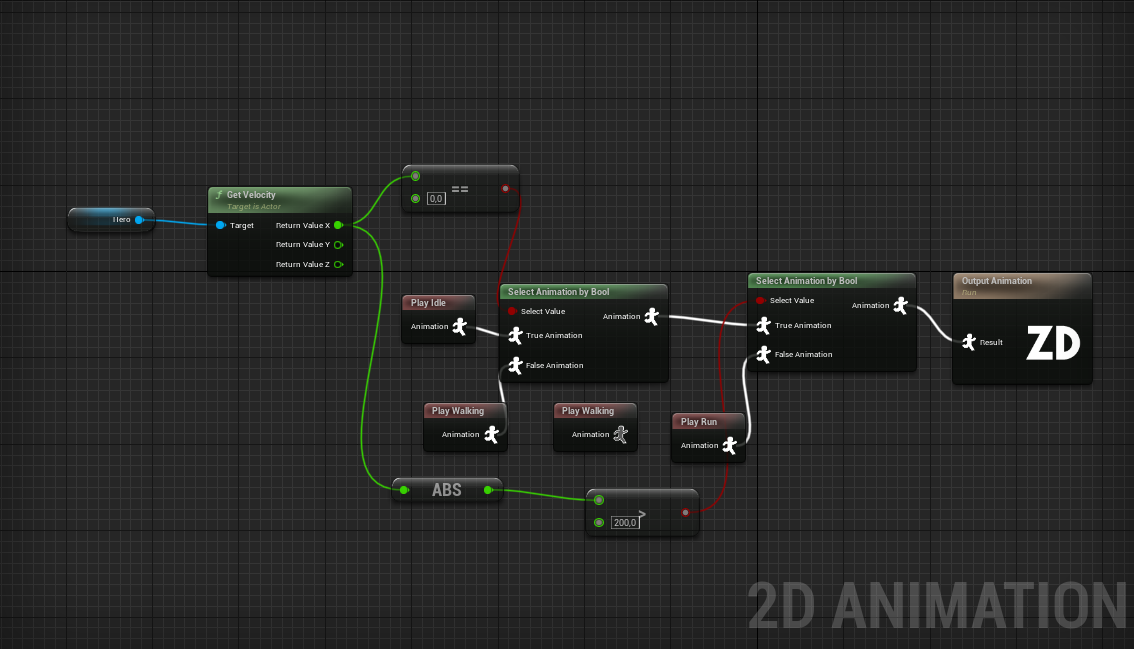 Hero
f Get Velocity
Target is Actor
Target
Return Value X
Return Value Y
Return Value Z
0,0
==
Play Idle
Animation
Select Animation by Bool
Select Value
Animation
True Animation
False Animation
Play Walking
Animation
Play Walking
Animation
Play Run
Animation
ABS
200,0
>
Select Animation by Bool
Select Value
Animation
True Animation
False Animation
Output Animation
Run
Result
ZD
2D ANIMATION